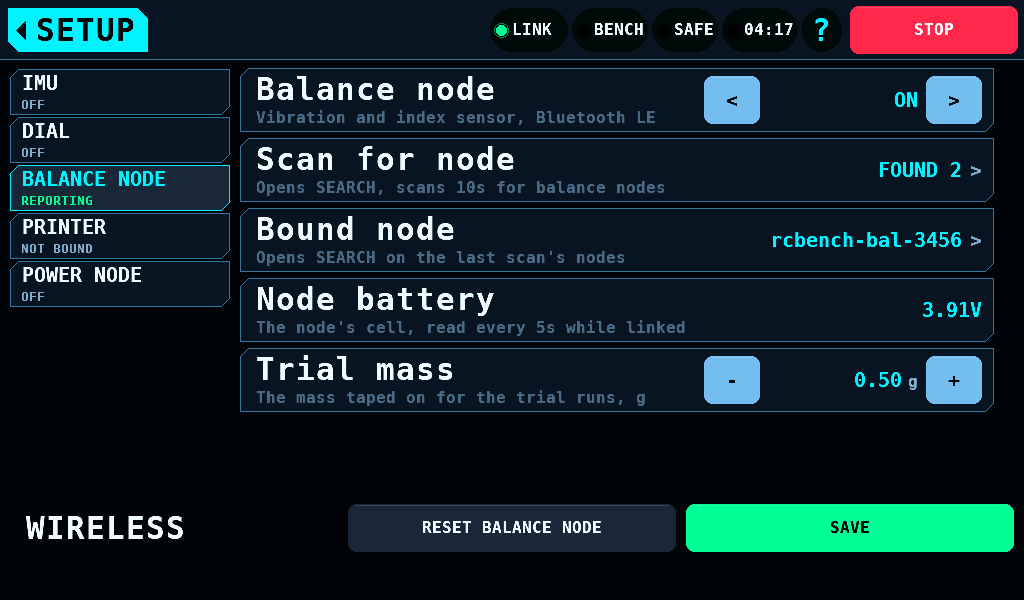 SETUP
LINK
BENCH
SAFE
04:17
?
STOP
IMU
OFF
DIAL
OFF
BALANCE NODE
REPORTING
PRINTER
NOT BOUND
POWER NODE
OFF
Balance node
Vibration and index sensor, Bluetooth LE
<
ON
>
Scan for node
Opens SEARCH, scans 10s for balance nodes
FOUND 2 >
Bound node
Opens SEARCH on the last scan's nodes
rcbench-bal-3456 >
Node battery
The node's cell, read every 5s while linked
3.91V
Trial mass
The mass taped on for the trial runs, g
-
0.50 g
+
WIRELESS
RESET BALANCE NODE
SAVE